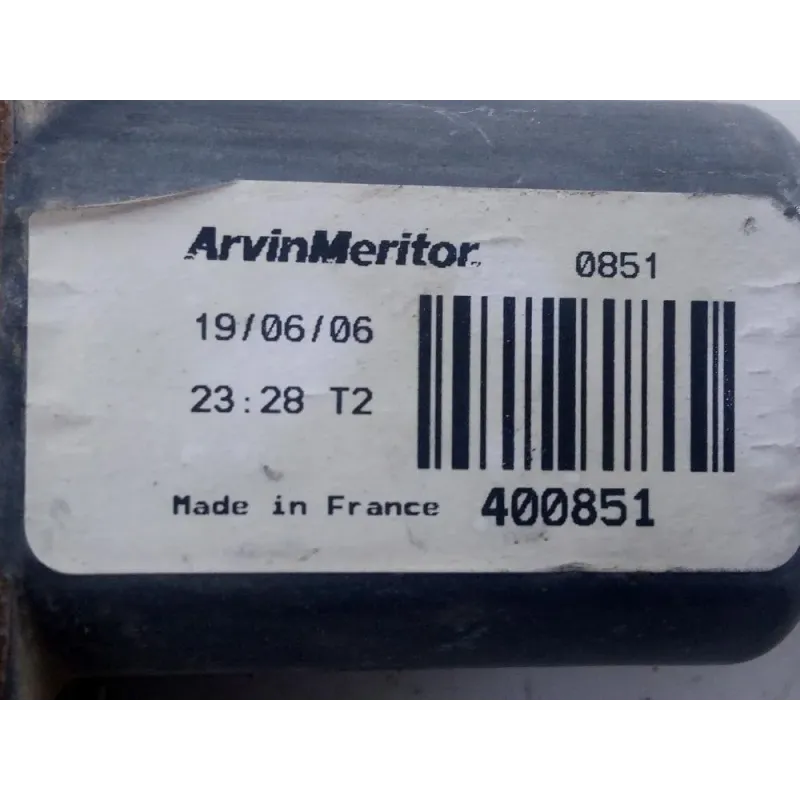 ArvinMeritor 0851
19/06/06
23:28 T2
Made in France 400851